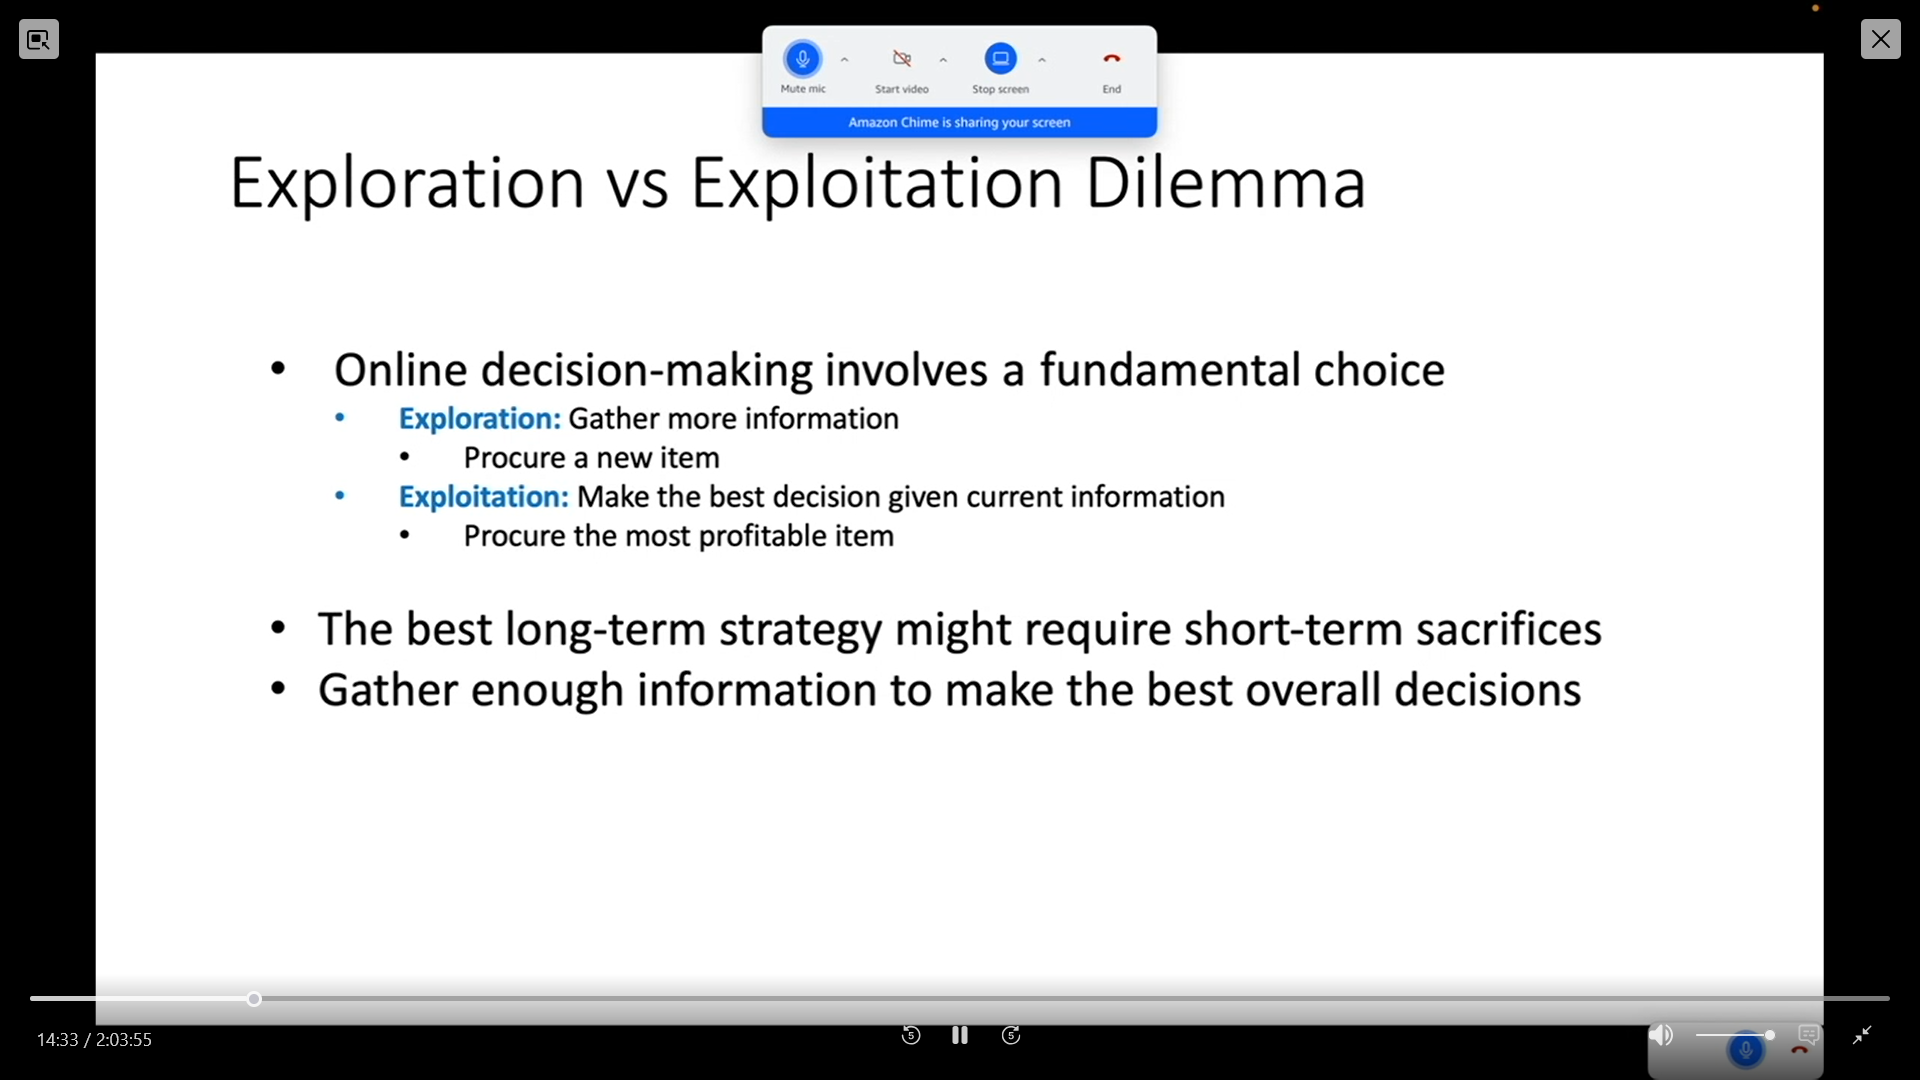 Mute mic
Start video
Stop screen
End
Amazon Chime is sharing your screen
Exploration vs Exploitation Dilemma
• Online decision-making involves a fundamental choice
• Exploration: Gather more information
• Procure a new item
• Exploitation: Make the best decision given current information
• Procure the most profitable item
• The best long-term strategy might require short-term sacrifices
• Gather enough information to make the best overall decisions
14:33 / 2:03:55
5
5